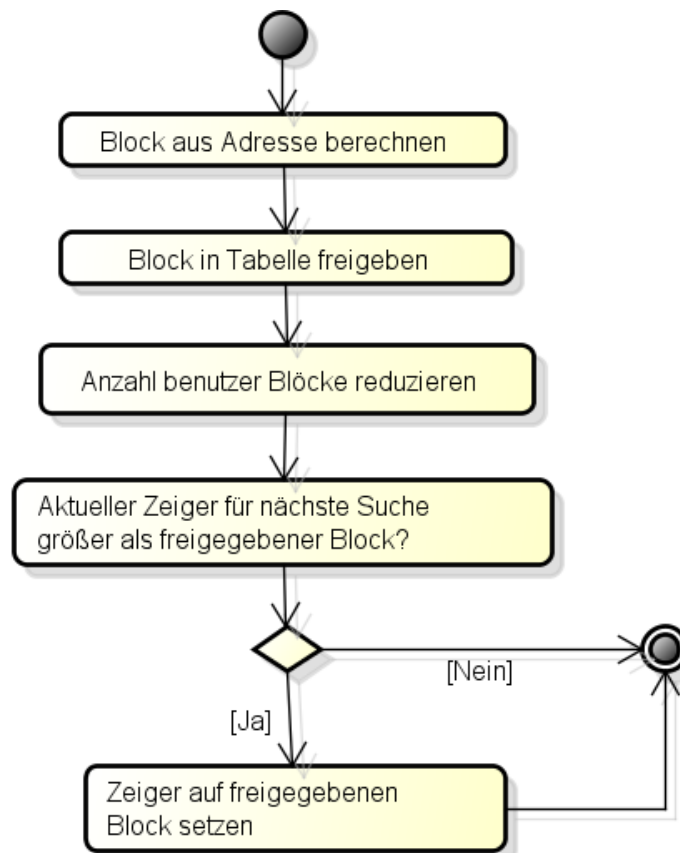 Block aus Adresse berechnen
Block in Tabelle freigeben
Anzahl benutzer Blöcke reduzieren
Aktueller Zeiger für nächste Suche
größer als freigegebener Block?
[Nein]
[Ja]
Zeiger auf freigegebenen
Block setzen